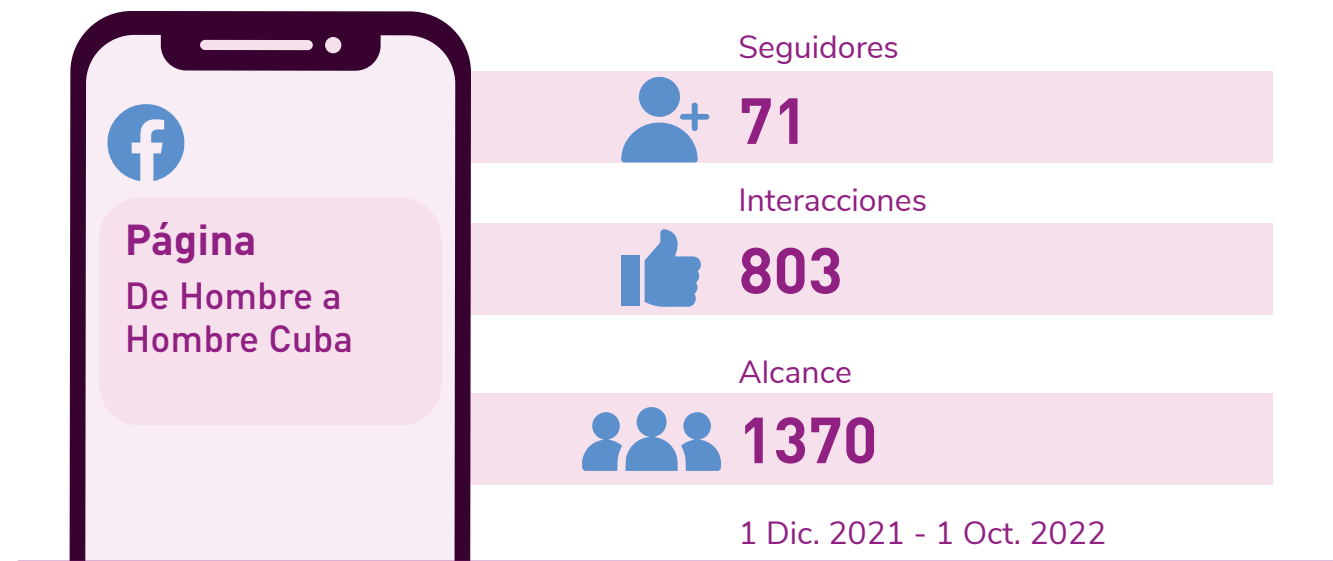 Página
De Hombre a
Hombre Cuba
Seguidores
71
Interacciones
803
Alcance
1370
1 Dic. 2021 - 1 Oct. 2022